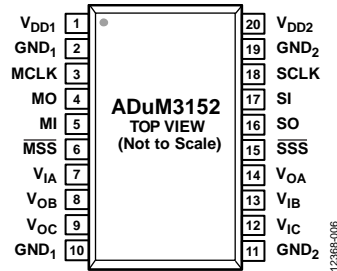 VDD1 1 20 VDD2
GND1 2 19 GND2
MCLK 3 18 SCLK
MO 4 17 SI
MI 5 16 SO
MSS 6 15 SSS
VIA 7 14 VOA
VOB 8 13 VIB
VOC 9 12 VIC
GND1 10 11 GND2
ADuM3152
TOP VIEW
(Not to Scale)
12368-006